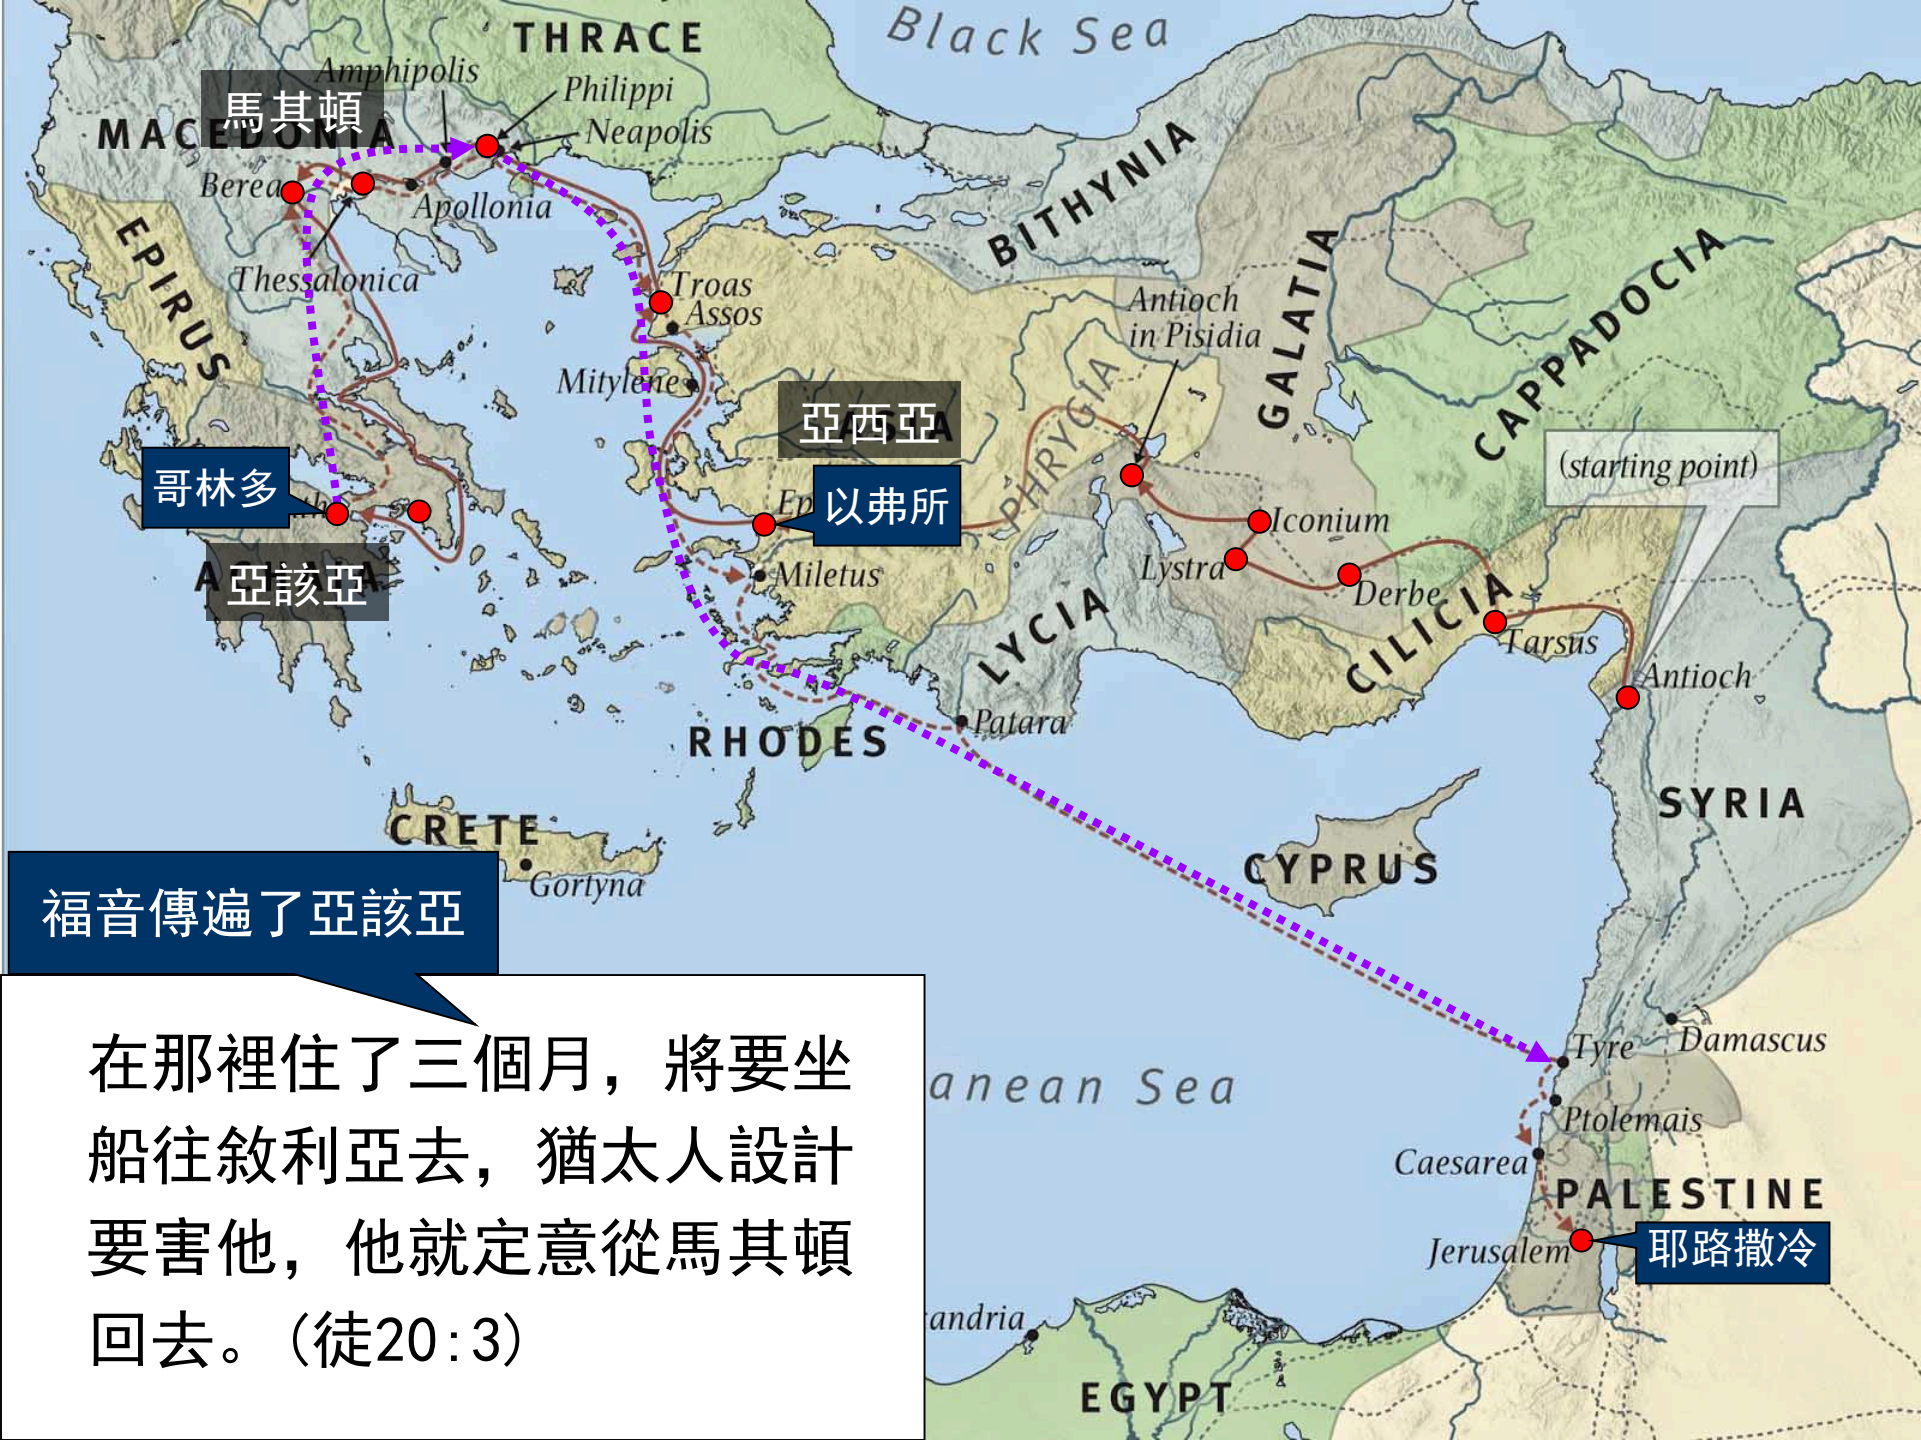 Black Sea
THRACE
Amphipolis
Philippi
馬其頓
MACEDONIA
Neapolis
Berea
Apollonia
BITHYNIA
EPIRUS
Thessalonica
Troas
Assos
Antioch
in Pisidia
GALATIA
CAPPADOCIA
Mitylene
PHRYGIA
亞西亞
哥林多
以弗所
(starting point)
Iconium
Lystra
Derbe
Miletus
亞該亞
LYCIA
CILICIA
Tarsus
Antioch
Patara
RHODES
SYRIA
CRETE
Gortyna
CYPRUS
福音傳遍了亞該亞
在那裡住了三個月，將要坐
船往敘利亞去，猶太人設計
要害他，他就定意從馬其頓
回去。(徒20:3)
anean Sea
Tyre
Damascus
Ptolemais
Caesarea
PALESTINE
Jerusalem
耶路撒冷
andria
EGYPT